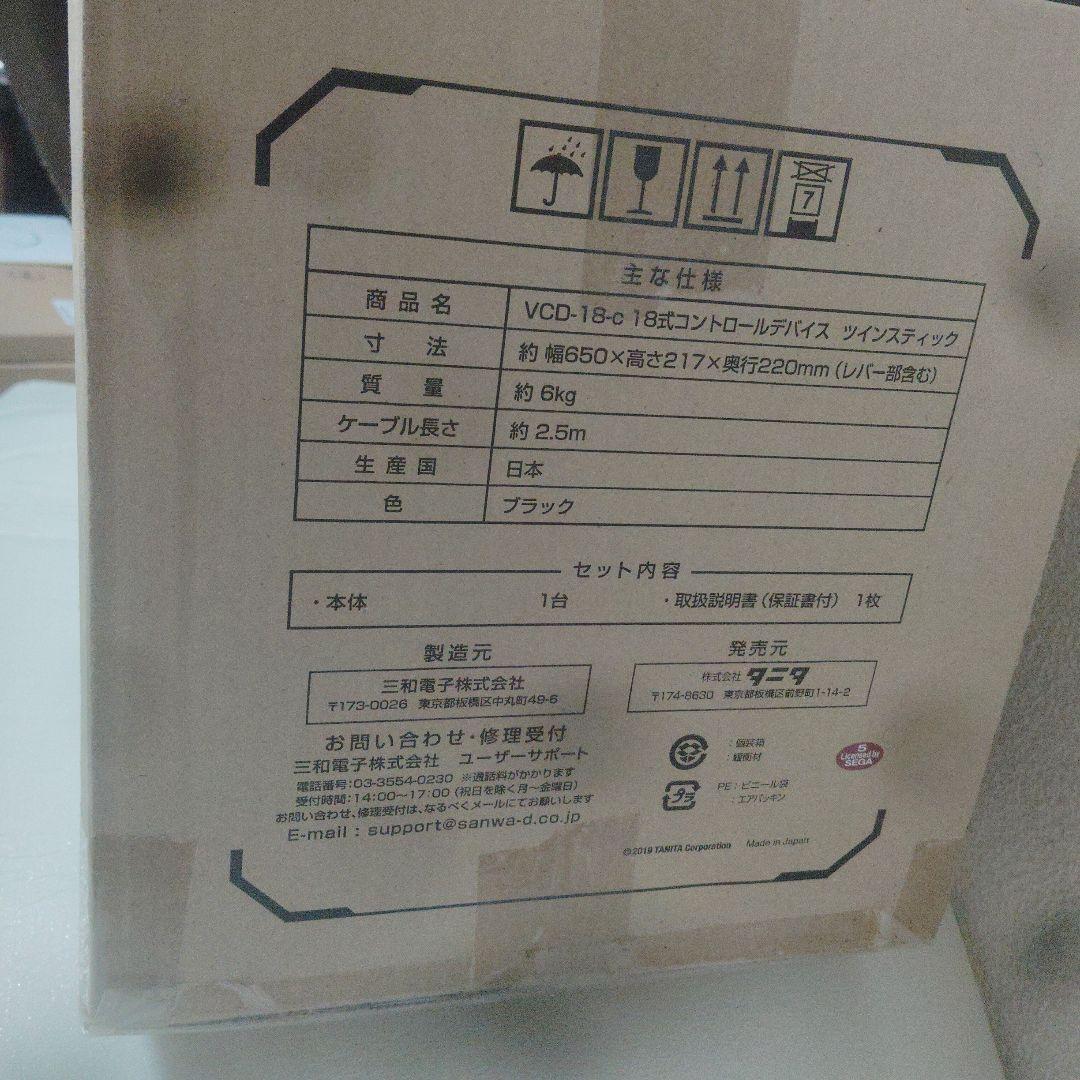 7
主な仕様
商品名 VCD-18-c 18式コントロールデバイス ツインスティック
寸法 約 幅650×高さ217×奥行220mm（レバー部含む）
質量 約 6kg
ケーブル長さ 約 2.5m
生産国 日本
色 ブラック
セット内容
・本体 1台 ・取扱説明書（保証書付） 1枚
製造元
三和電子株式会社
〒173-0026 東京都板橋区中丸町49-6
発売元
株式会社タニタ
〒174-8630 東京都板橋区前野町1-14-2
お問い合わせ・修理受付
三和電子株式会社 ユーザーサポート
電話番号：03-3554-0230 ※通話料がかかります
受付時間：14:00〜17:00（祝日を除く月〜金曜日）
お問い合わせ、修理受付は、なるべくメールにてお願いします
E-mail : support@sanwa-d.co.jp
：個装箱
：緩衝材
プラ
PE：ビニール袋
：エアパッキン
5
Licensed by
SEGA
©2019 TANITA Corporation Made in Japan